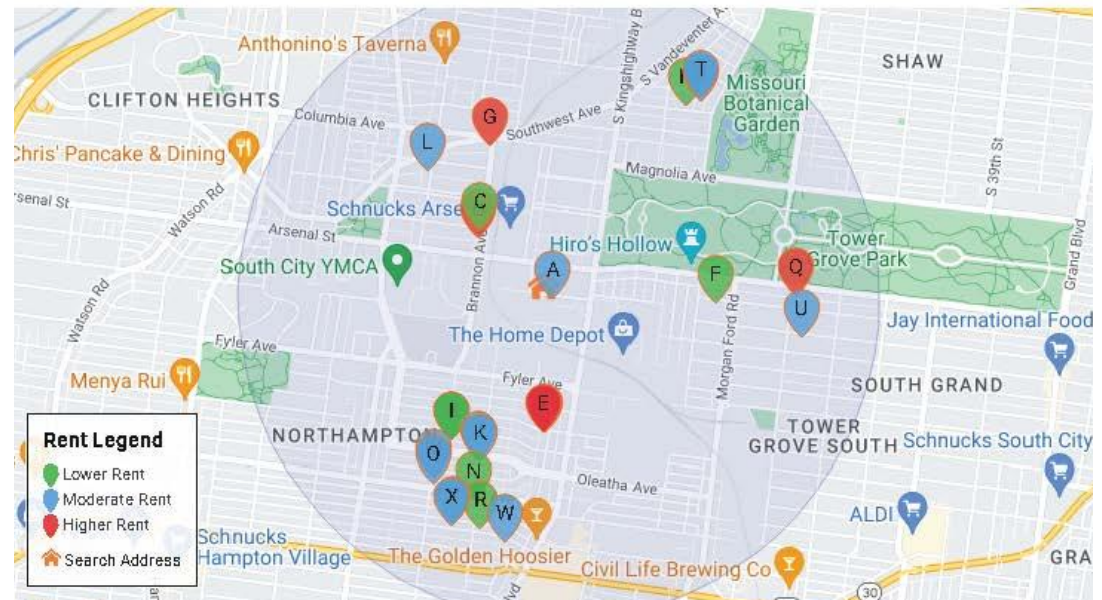 Anthonino's Taverna
SHAW
S Kingshighway B
S Vandeventer A
T
Missouri
Botanical
Garden
CLIFTON HEIGHTS
Columbia Ave
G
Southwest Ave
L
Chris' Pancake & Dining
Magnolia Ave
S 39th St
Watson Rd
rsenal St
C
Schnucks Arse
Arsenal St
Hiro's Hollow
Tower
Grove Park
Grand Blvd
South City YMCA
Brannon Ave
A
F
Q
U
Watson Rd
The Home Depot
Morgan Ford Rd
Jay International Food
Fyler Ave
Menya Rui
Fyler Ave
SOUTH GRAND
E
I
K
NORTHAMPTO
O
N
TOWER
GROVE SOUTH
Schnucks South City
Oleatha Ave
X
R
W
ALDI
Rent Legend
Lower Rent
Moderate Rent
Higher Rent
Search Address
Schnucks
Hampton Village
The Golden Hoosier
Civil Life Brewing Co
GRA
30
lvd